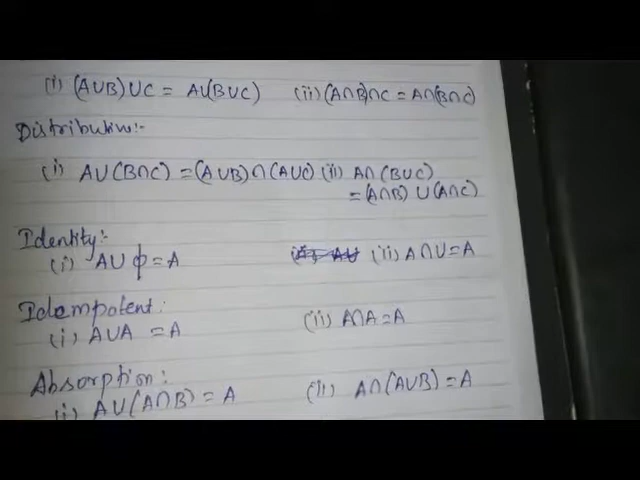 (i) (A∪B)∪C = A∪(B∪C) (ii) (A∩B)∩C = A∩(B∩C)
Distributive:-
(i) A∪(B∩C) = (A∪B)∩(A∪C) (ii) A∩(B∪C)
= (A∩B) ∪ (A∩C)
Identity:-
(i) A∪ϕ = A (ii) A∩U = A
Idempotent:
(i) A∪A = A (ii) A∩A = A
Absorption:
(i) A∪(A∩B) = A (ii) A∩(A∪B) = A